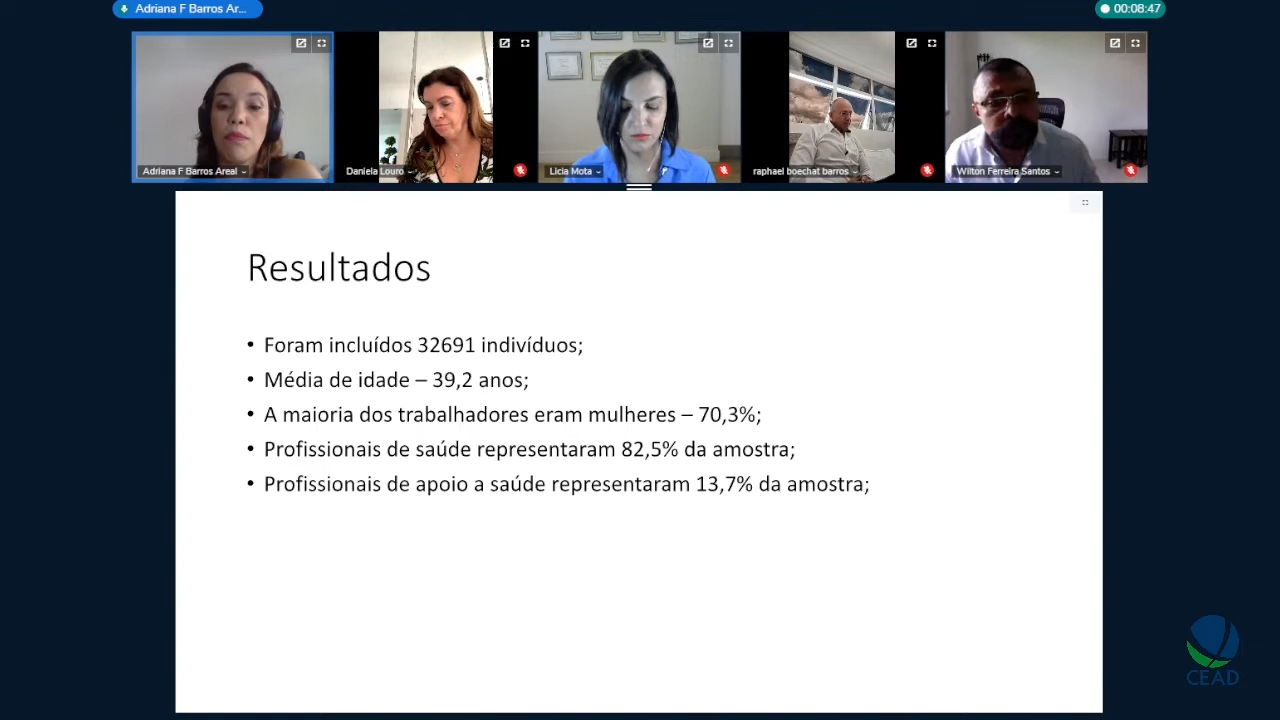 Adriana F Barros Ar...
00:08:47
Adriana F Barros Areal
Daniela Louro
Licia Mota
raphael boechat barros
Wilton Ferreira Santos
Resultados
• Foram incluídos 32691 indivíduos;
• Média de idade – 39,2 anos;
• A maioria dos trabalhadores eram mulheres – 70,3%;
• Profissionais de saúde representaram 82,5% da amostra;
• Profissionais de apoio a saúde representaram 13,7% da amostra;
CEAD